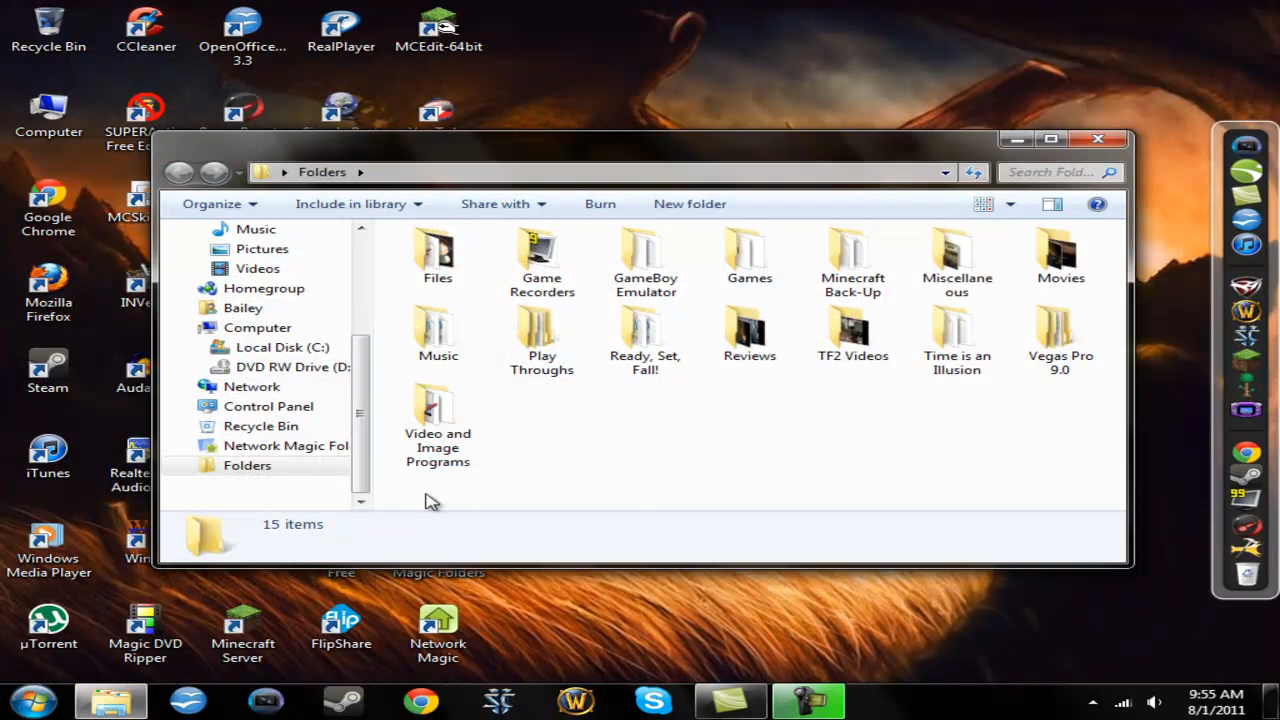 Recycle Bin
CCleaner
OpenOffice...
3.3
RealPlayer
MCEdit-64bit
Computer
SUPERA
Free Ed
Google
Chrome
MCSki
Mozilla
Firefox
INV
Steam
Auda
iTunes
Realte
Audio
Windows
Media Player
Win
Free
Magic Folders
µTorrent
Magic DVD
Ripper
Minecraft
Server
FlipShare
Network
Magic
Folders
Search Fold...
Organize
Include in library
Share with
Burn
New folder
Music
Pictures
Videos
Homegroup
Bailey
Computer
Local Disk (C:)
DVD RW Drive (D:
Network
Control Panel
Recycle Bin
Network Magic Fol
Folders
Files
Game
Recorders
GameBoy
Emulator
Games
Minecraft
Back-Up
Miscellane
ous
Movies
Music
Play
Throughs
Ready, Set,
Fall!
Reviews
TF2 Videos
Time is an
Illusion
Vegas Pro
9.0
Video and
Image
Programs
15 items
99
9:55 AM
8/1/2011